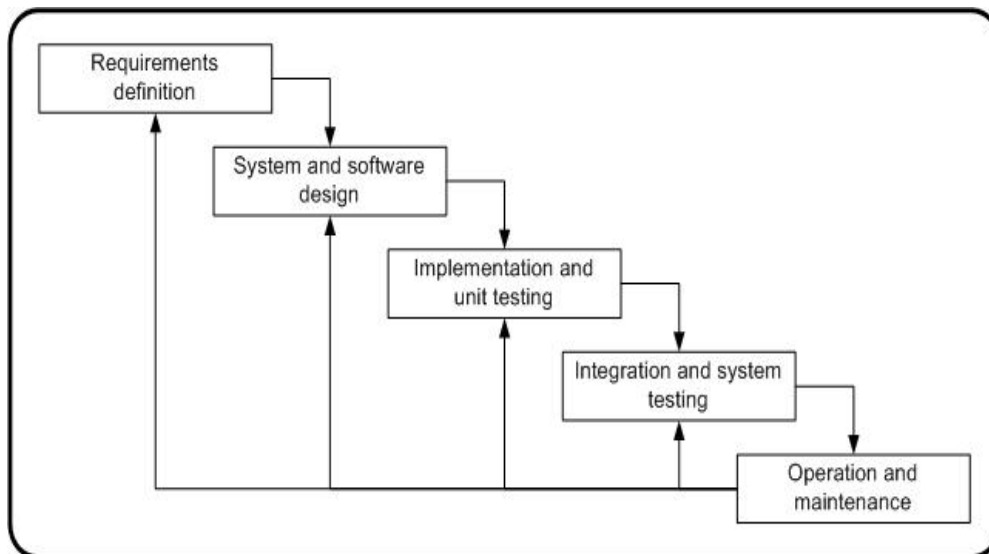 Requirements
definition
System and software
design
Implementation and
unit testing
Integration and system
testing
Operation and
maintenance